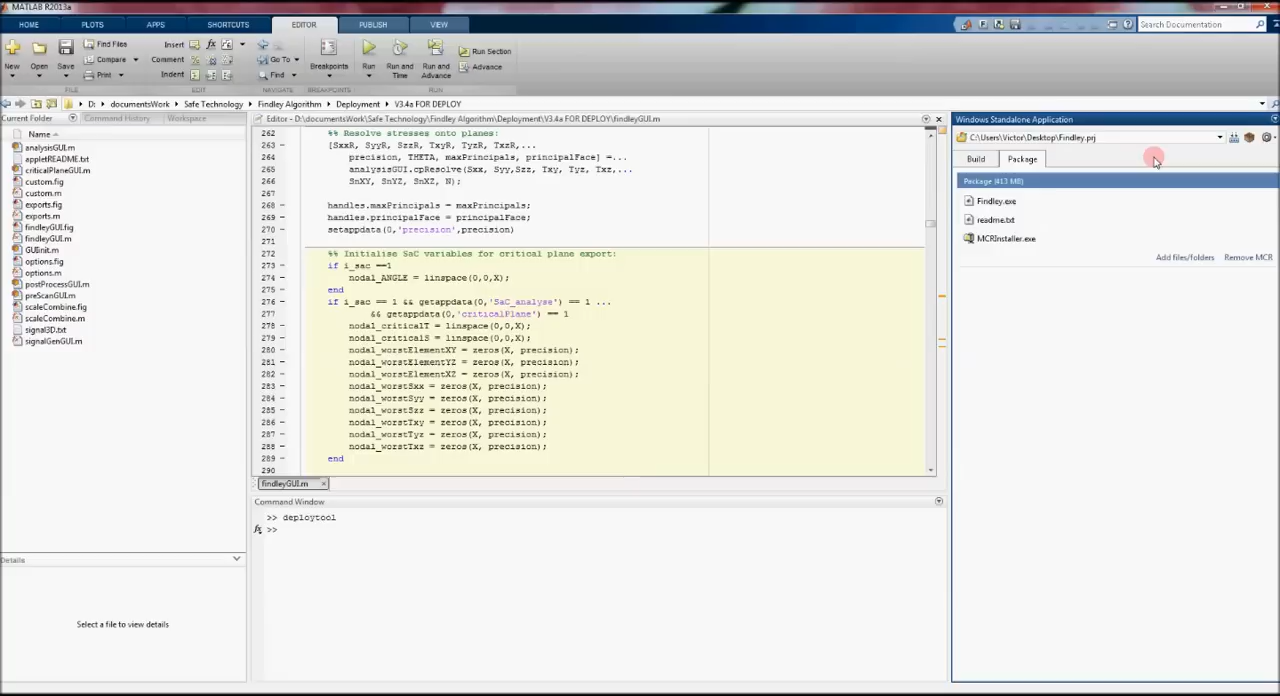 MATLAB R2013a
HOME PLOTS APPS SHORTCUTS EDITOR PUBLISH VIEW
Search Documentation
New Open Save
Find Files
Compare
Print
Insert
Comment
Indent
Go To
Find
Breakpoints
Run Run and Time Run and Advance
Run Section
Advance
FILE EDIT NAVIGATE BREAKPOINTS RUN
D: documentsWork Safe Technology Findley Algorithm Deployment V3.4a FOR DEPLOY
Current Folder Command History Workspace
Name
analysisGUI.m
appletREADME.txt
criticalPlaneGUI.m
custom.fig
custom.m
exports.fig
exports.m
findleyGUI.fig
findleyGUI.m
GUIinit.m
options.fig
options.m
postProcessGUI.m
preScanGUI.m
scaleCombine.fig
scaleCombine.m
signal3D.txt
signalGenGUI.m
Details
Select a file to view details
Editor - D:\documentsWork\Safe Technology\Findley Algorithm\Deployment\V3.4a FOR DEPLOY\findleyGUI.m
262 %% Resolve stresses onto planes:
263 - [SxxR, SyyR, SzzR, TxyR, TyzR, TxzR,...
264 precision, THETA, maxPrincipals, principalFace] =...
265 analysisGUI.cpResolve(Sxx, Syy,Szz, Txy, Tyz, Txz,...
266 SnXY, SnYZ, SnXZ, N);
267
268 - handles.maxPrincipals = maxPrincipals;
269 - handles.principalFace = principalFace;
270 - setappdata(0,'precision',precision)
271
272 %% Initialise SaC variables for critical plane export:
273 - if i_sac ==1
274 - nodal_ANGLE = linspace(0,0,X);
275 - end
276 - if i_sac == 1 && getappdata(0,'SaC_analyse') == 1 ...
277 && getappdata(0,'criticalPlane') == 1
278 - nodal_criticalT = linspace(0,0,X);
279 - nodal_criticalS = linspace(0,0,X);
280 - nodal_worstElementXY = zeros(X, precision);
281 - nodal_worstElementYZ = zeros(X, precision);
282 - nodal_worstElementXZ = zeros(X, precision);
283 - nodal_worstSxx = zeros(X, precision);
284 - nodal_worstSyy = zeros(X, precision);
285 - nodal_worstSzz = zeros(X, precision);
286 - nodal_worstTxy = zeros(X, precision);
287 - nodal_worstTyz = zeros(X, precision);
288 - nodal_worstTxz = zeros(X, precision);
289 - end
290
findleyGUI.m
Command Window
>> deploytool
fx >>
Windows Standalone Application
C:\Users\Victor\Desktop\Findley.prj
Build Package
Package (413 MB)
Findley.exe
readme.txt
MCRInstaller.exe
Add files/folders Remove MCR